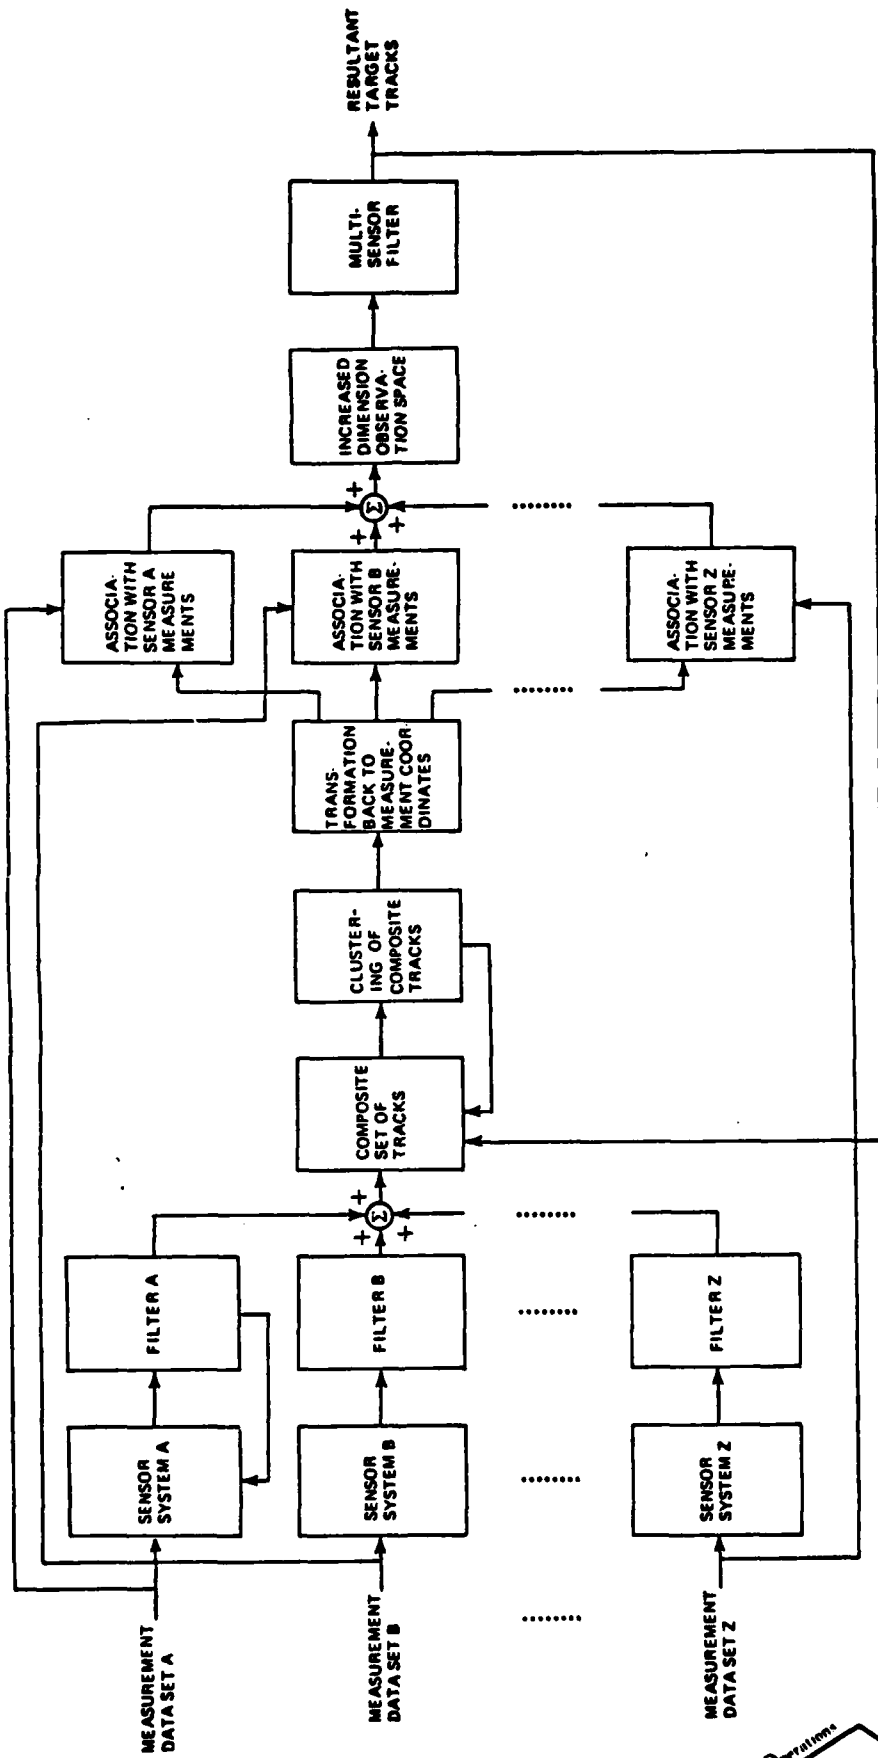 MEASUREMENT
DATA SET A
SENSOR
SYSTEM A
FILTER A
MEASUREMENT
DATA SET B
SENSOR
SYSTEM B
FILTER B
MEASUREMENT
DATA SET Z
SENSOR
SYSTEM Z
FILTER Z
+
+
+
Σ
COMPOSITE
SET OF
TRACKS
CLUSTER-
ING OF
COMPOSITE
TRACKS
TRANS-
FORMATION
BACK TO
MEASURE-
MENT COOR
DINATES
ASSOCIA-
TION WITH
SENSOR A
MEASURE
MENTS
ASSOCIA-
TION WITH
SENSOR B
MEASURE-
MENTS
ASSOCIA-
TION WITH
SENSOR Z
MEASURE-
MENTS
+
+
+
Σ
INCREASED
DIMENSION
OBSERVA-
TION SPACE
MULTI-
SENSOR
FILTER
RESULTANT
TARGET
TRACKS
Operations